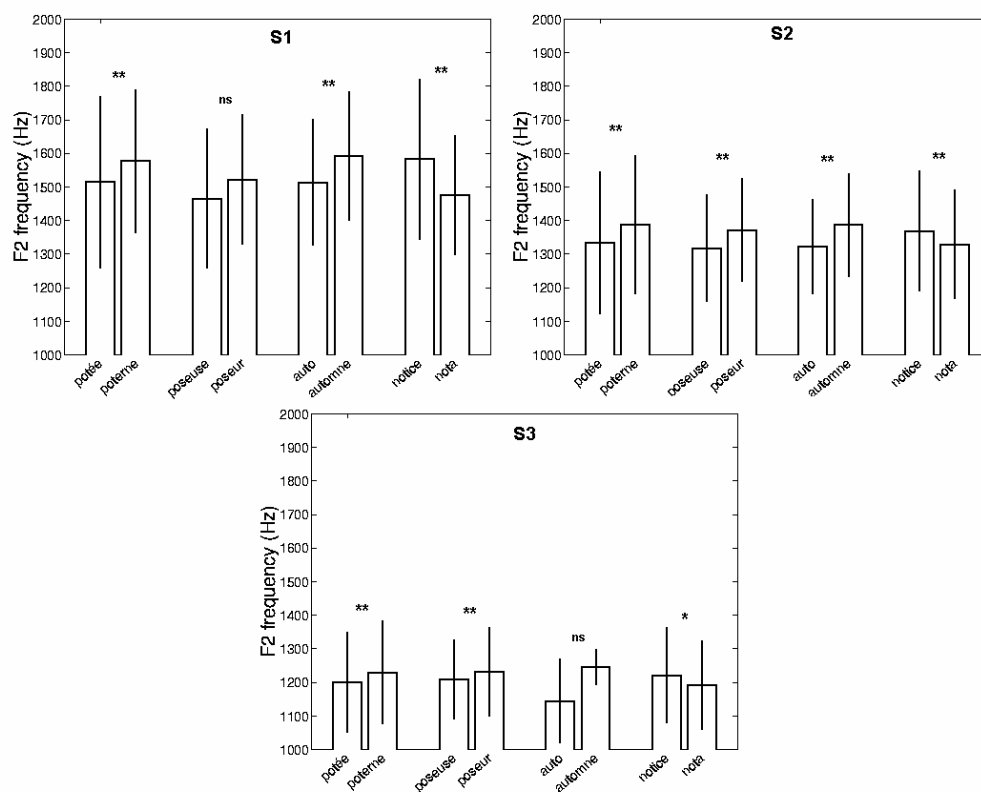 S1
F2 frequency (Hz)
2000
1900
1800
1700
1600
1500
1400
1300
1200
1100
1000
** ns ** **
potée poterne poseuse poseur auto automne notice nota
S2
F2 frequency (Hz)
2000
1900
1800
1700
1600
1500
1400
1300
1200
1100
1000
** ** ** **
potée poterne poseuse poseur auto automne notice nota
S3
F2 frequency (Hz)
2000
1900
1800
1700
1600
1500
1400
1300
1200
1100
1000
** ** ns *
potée poterne poseuse poseur auto automne notice nota